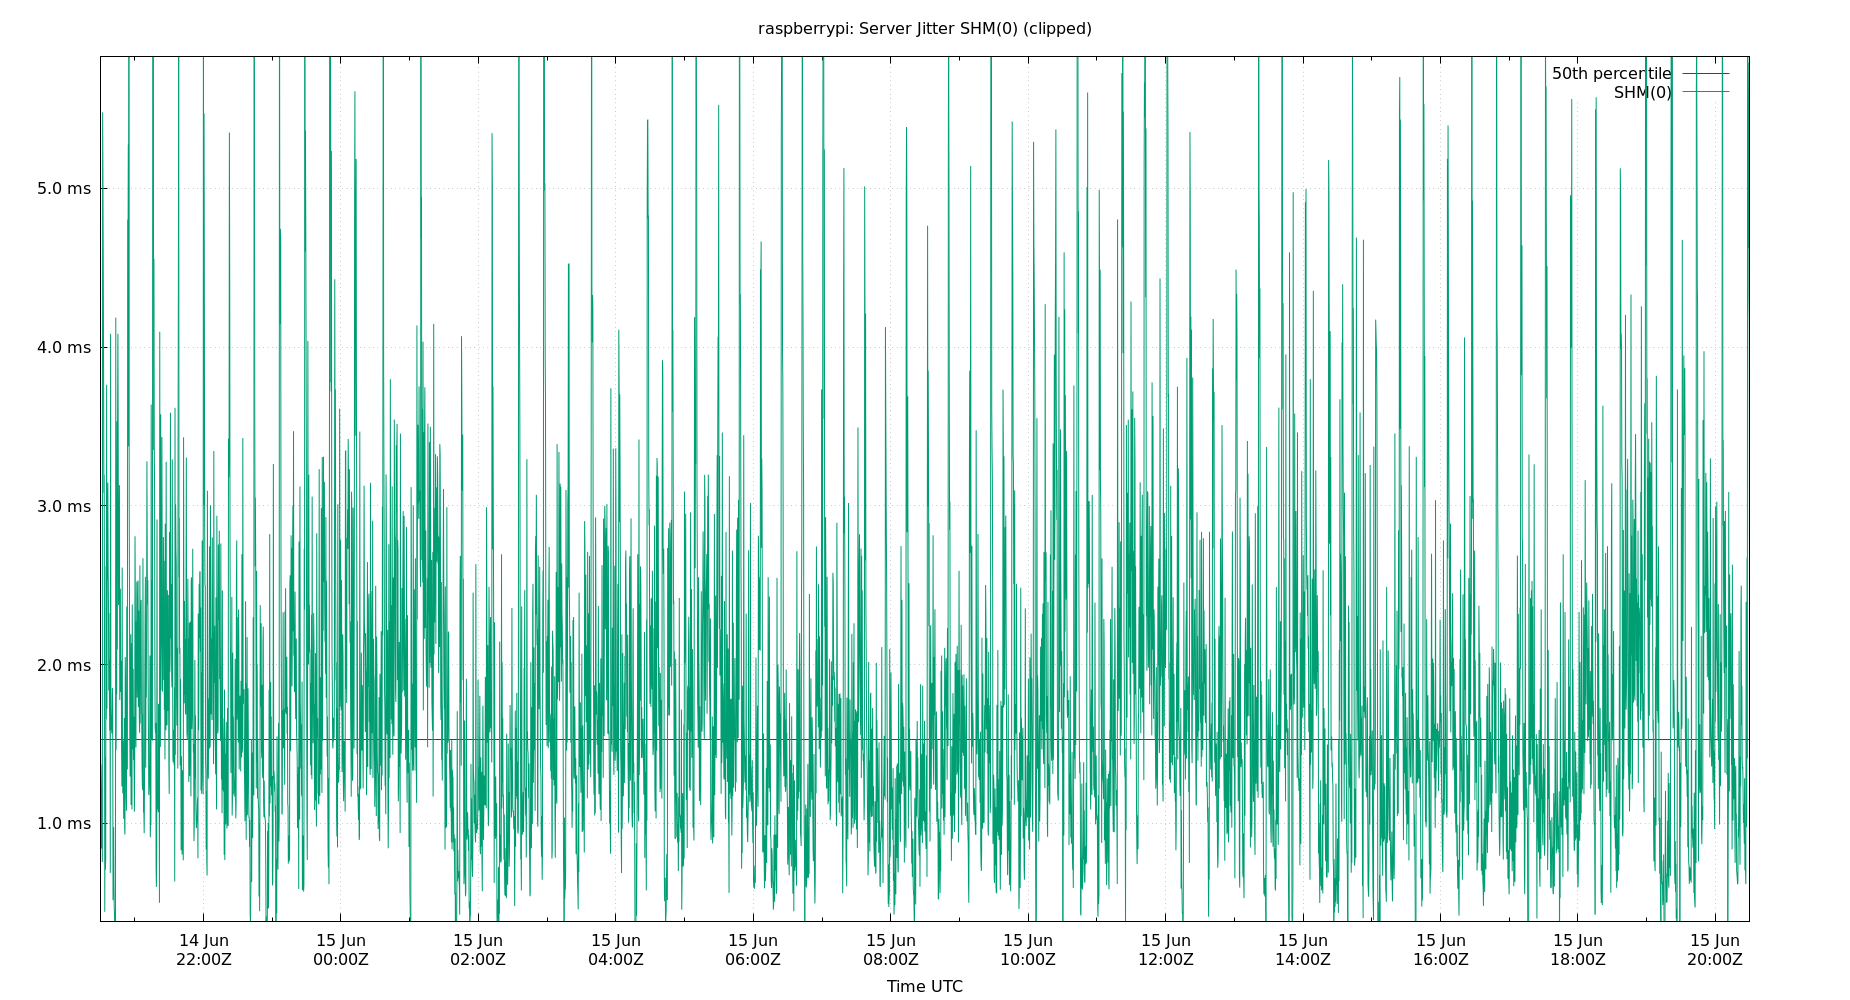 raspberrypi: Server Jitter SHM(0) (clipped)
50th percentile
SHM(0)
5.0 ms
4.0 ms
3.0 ms
2.0 ms
1.0 ms
14 Jun 15 Jun 15 Jun 15 Jun 15 Jun 15 Jun 15 Jun 15 Jun 15 Jun 15 Jun 15 Jun 15 Jun
22:00Z 00:00Z 02:00Z 04:00Z 06:00Z 08:00Z 10:00Z 12:00Z 14:00Z 16:00Z 18:00Z 20:00Z
Time UTC